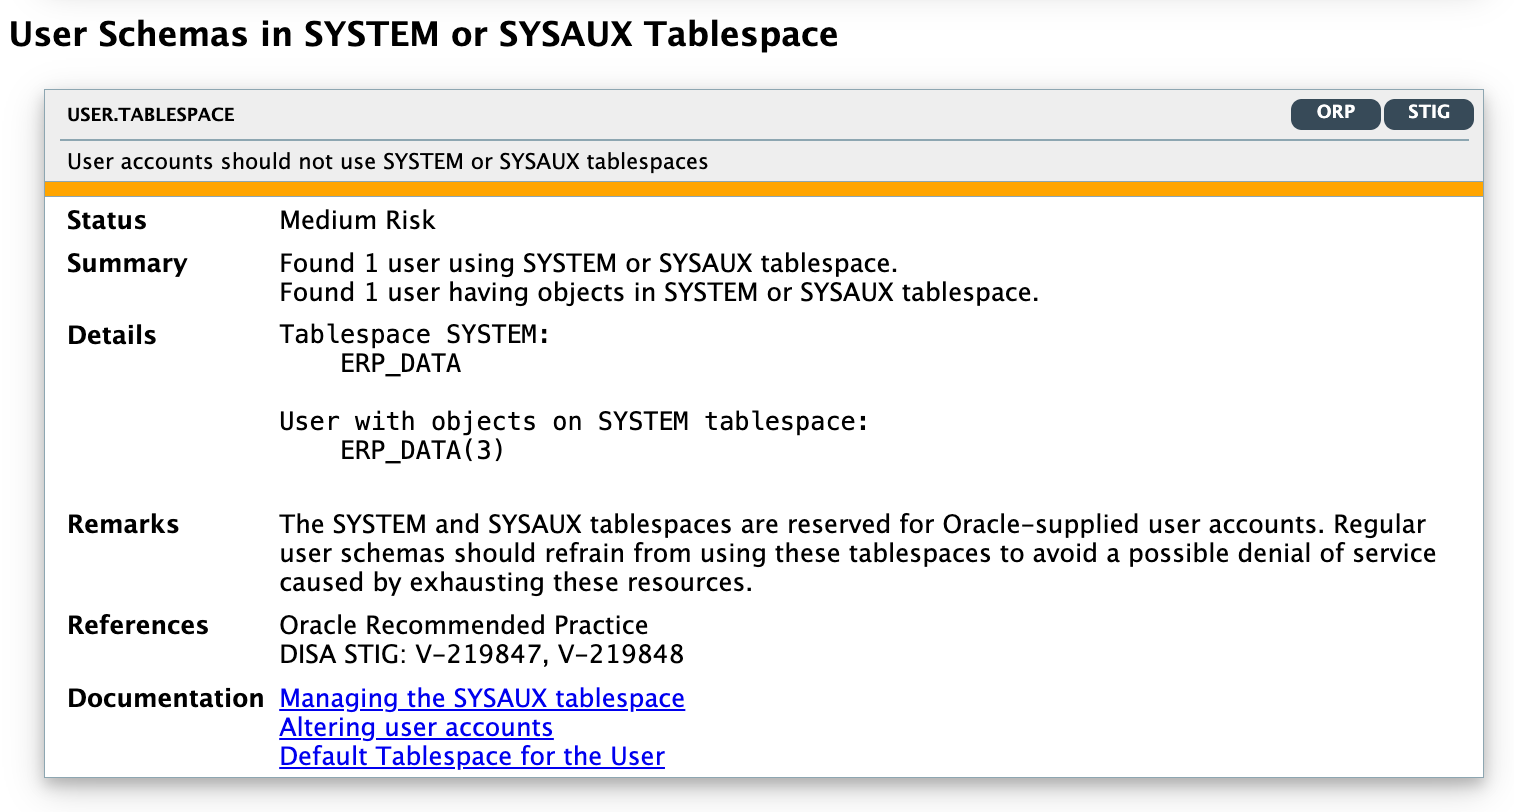 User Schemas in SYSTEM or SYSAUX Tablespace
USER.TABLESPACE
ORP
STIG
User accounts should not use SYSTEM or SYSAUX tablespaces
Status Medium Risk
Summary Found 1 user using SYSTEM or SYSAUX tablespace.
Found 1 user having objects in SYSTEM or SYSAUX tablespace.
Details Tablespace SYSTEM:
ERP_DATA
User with objects on SYSTEM tablespace:
ERP_DATA(3)
Remarks The SYSTEM and SYSAUX tablespaces are reserved for Oracle-supplied user accounts. Regular
user schemas should refrain from using these tablespaces to avoid a possible denial of service
caused by exhausting these resources.
References Oracle Recommended Practice
DISA STIG: V-219847, V-219848
Documentation Managing the SYSAUX tablespace
Altering user accounts
Default Tablespace for the User